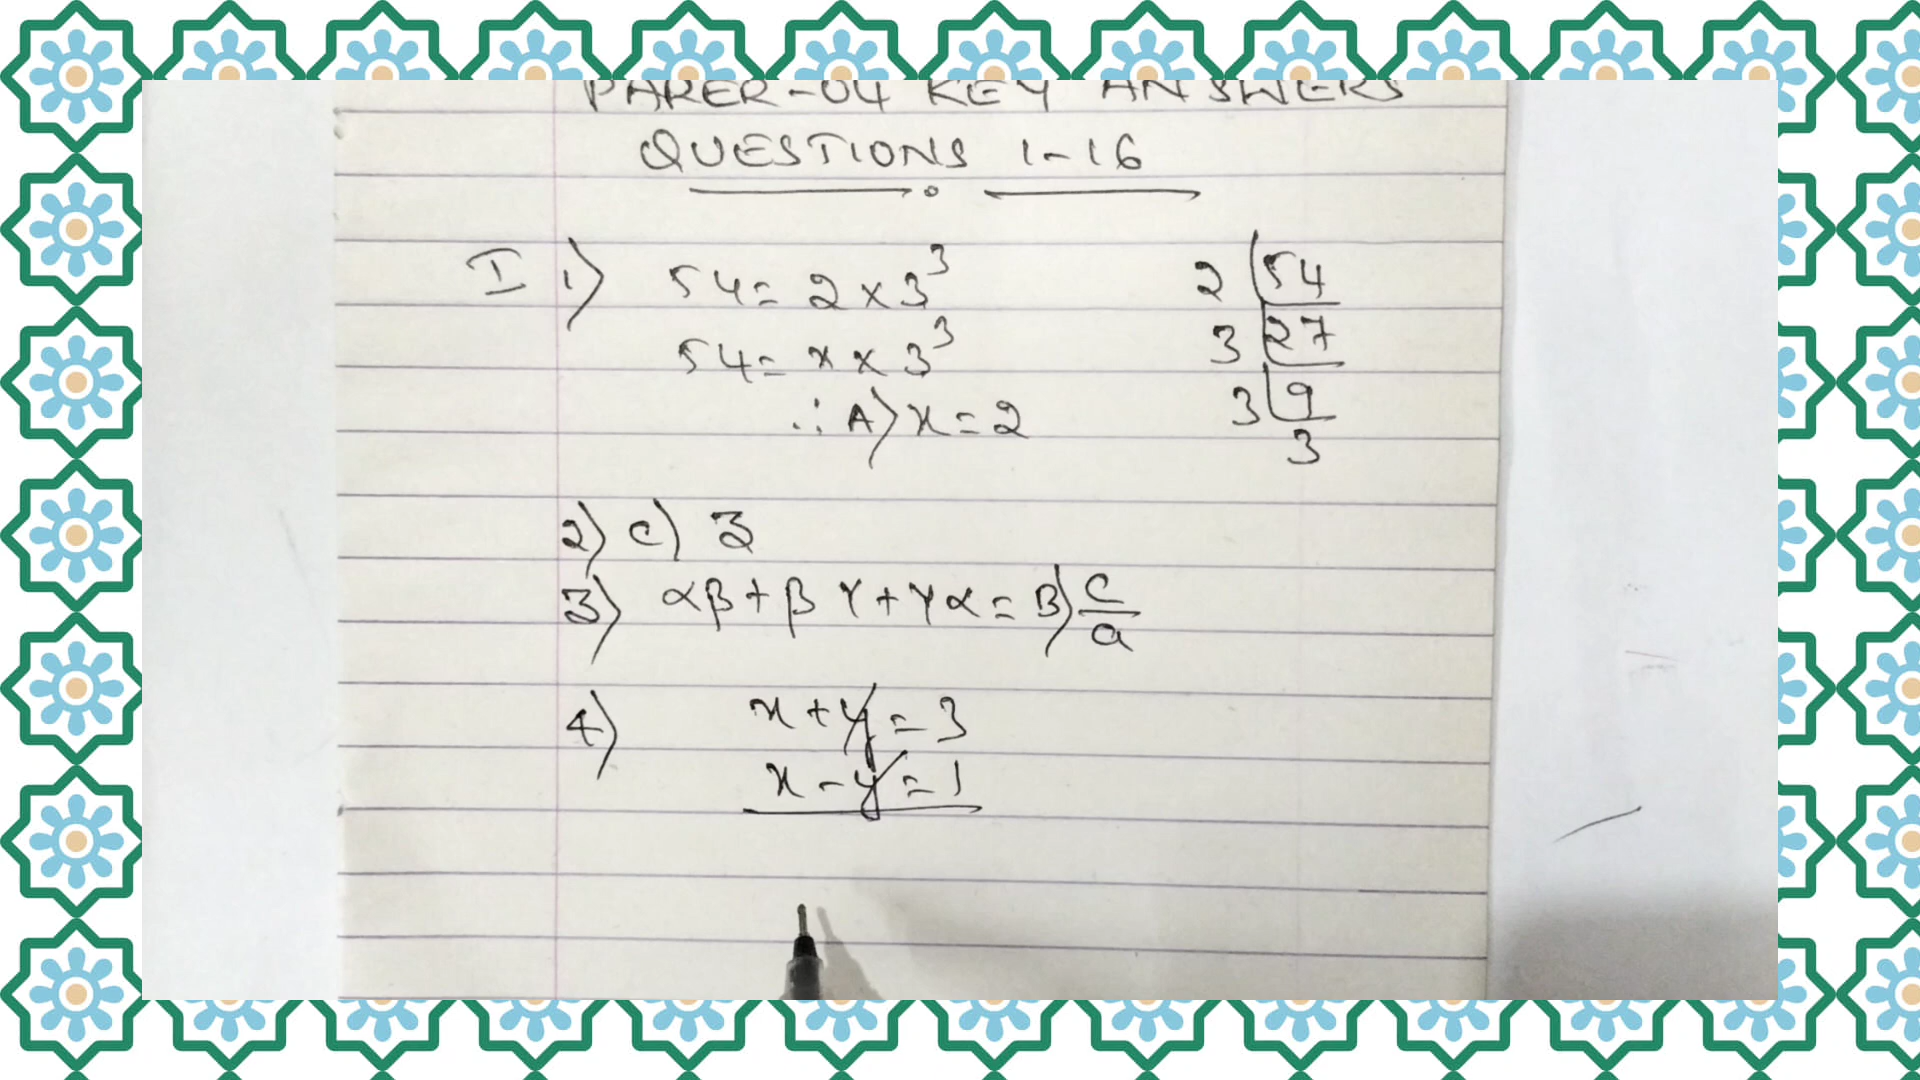 PAPER-04 KEY ANSWERS
QUESTIONS 1-16
I 1) 54 = 2 × 3³
2 54
54 = x × 3³
3 27
∴ A) x = 2
3 9
3
2) C) 3
3) αβ + βγ + γα = B) c/a
4) x + y = 3
x - y = 1